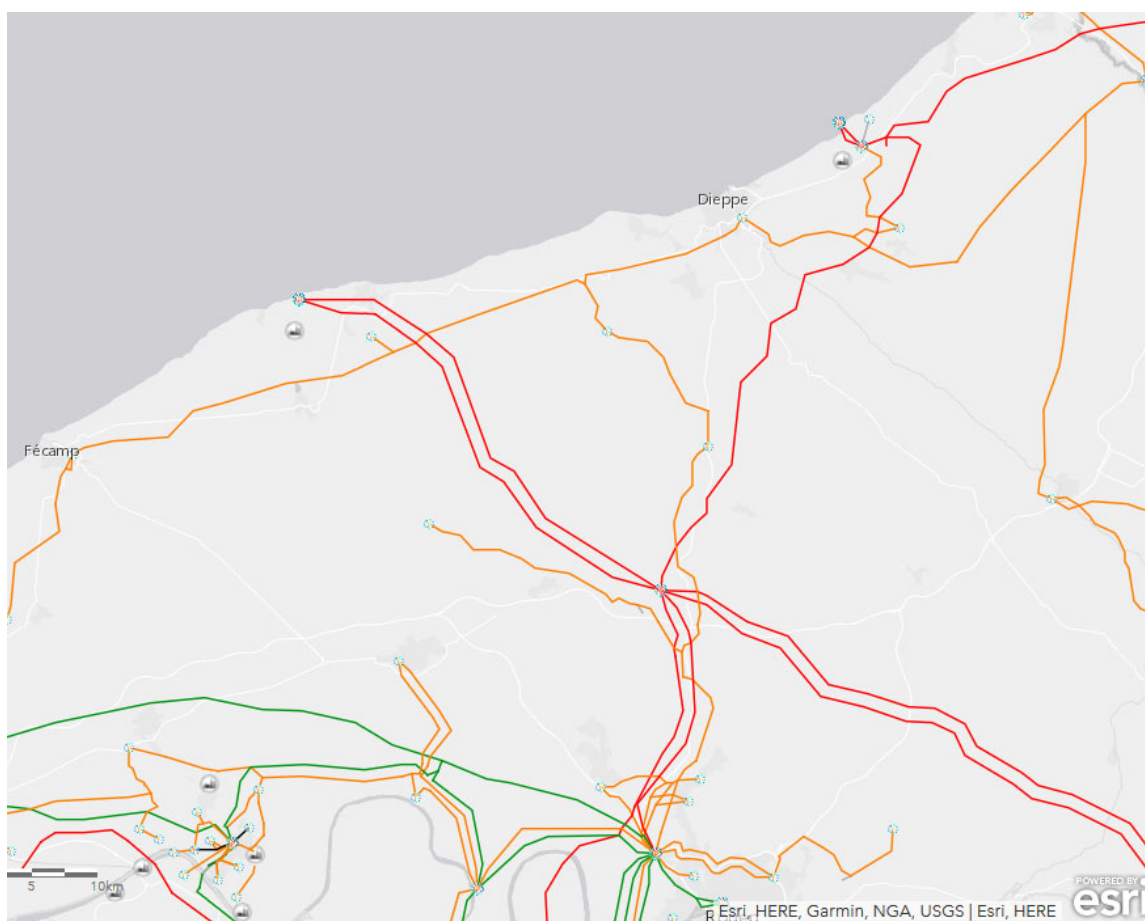 Dieppe
Fécamp
5 10km
POWERED BY
esri
Esri, HERE, Garmin, NGA, USGS | Esri, HERE